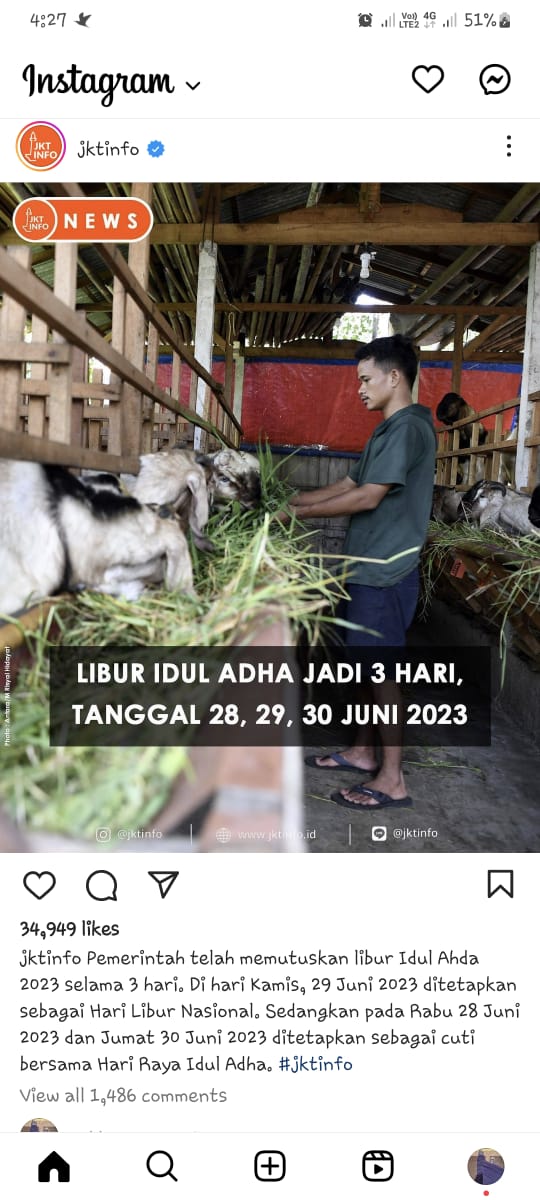 4:27
Vo))
LTE2
4G
51%
Instagram
jktinfo
JKT
INFO
JKT
INFO
NEWS
Photo : Antara/M Risyal Hidayat
LIBUR IDUL ADHA JADI 3 HARI,
TANGGAL 28, 29, 30 JUNI 2023
@jktinfo
www.jktinfo.id
@jktinfo
34,949 likes
jktinfo Pemerintah telah memutuskan libur Idul Ahda
2023 selama 3 hari. Di hari Kamis, 29 Juni 2023 ditetapkan
sebagai Hari Libur Nasional. Sedangkan pada Rabu 28 Juni
2023 dan Jumat 30 Juni 2023 ditetapkan sebagai cuti
bersama Hari Raya Idul Adha. #jktinfo
View all 1,486 comments